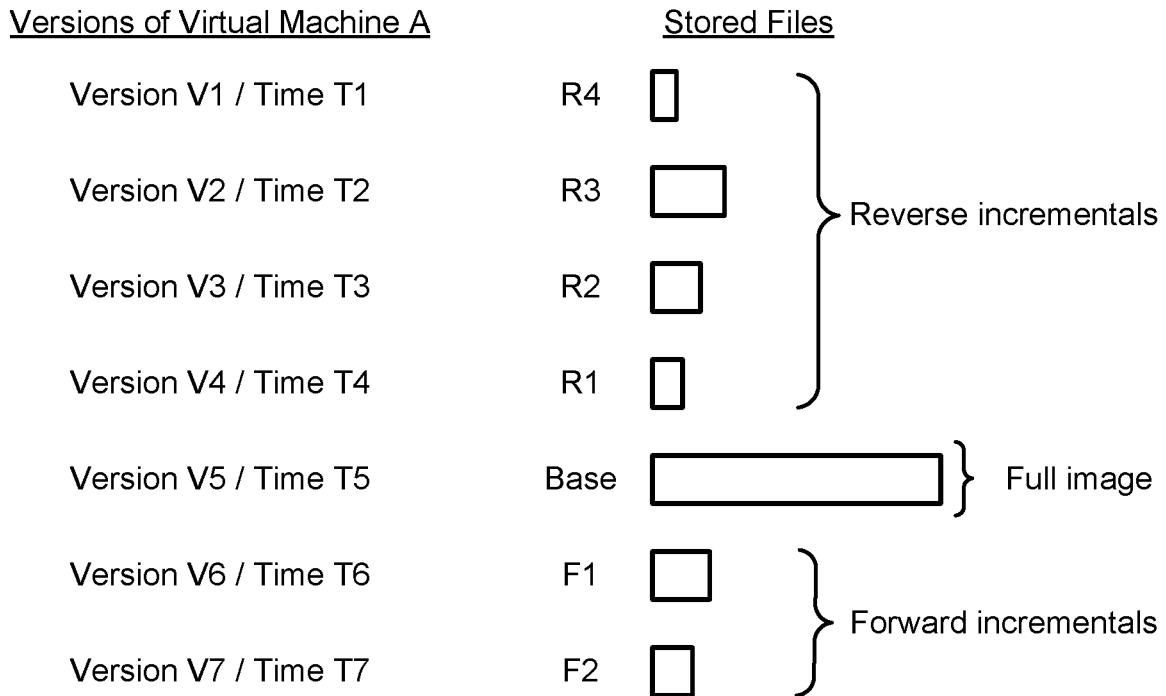 Versions of Virtual Machine A Stored Files
Version V1 / Time T1 R4
Version V2 / Time T2 R3
Reverse incrementals
Version V3 / Time T3 R2
Version V4 / Time T4 R1
Version V5 / Time T5 Base Full image
Version V6 / Time T6 F1
Forward incrementals
Version V7 / Time T7 F2